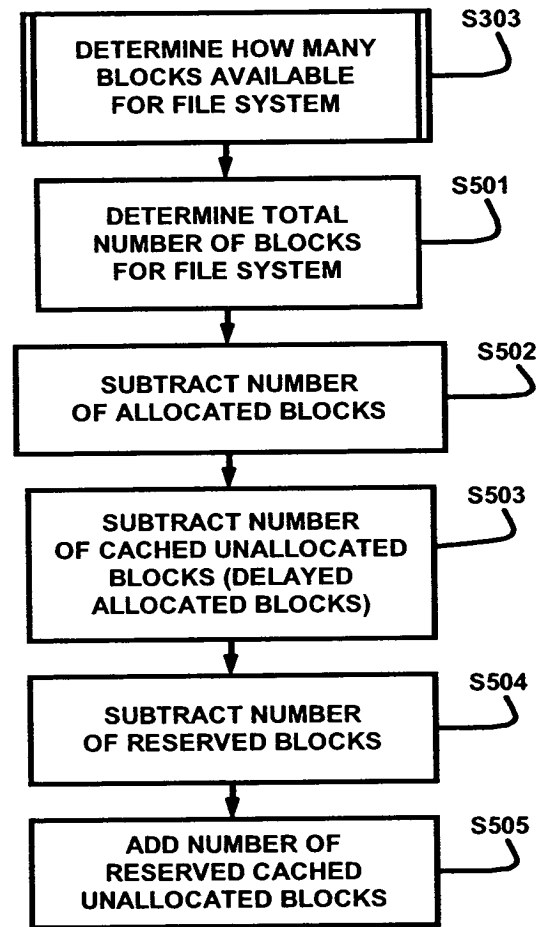 S303
DETERMINE HOW MANY
BLOCKS AVAILABLE
FOR FILE SYSTEM
S501
DETERMINE TOTAL
NUMBER OF BLOCKS
FOR FILE SYSTEM
S502
SUBTRACT NUMBER
OF ALLOCATED BLOCKS
S503
SUBTRACT NUMBER
OF CACHED UNALLOCATED
BLOCKS (DELAYED
ALLOCATED BLOCKS)
S504
SUBTRACT NUMBER
OF RESERVED BLOCKS
S505
ADD NUMBER OF
RESERVED CACHED
UNALLOCATED BLOCKS